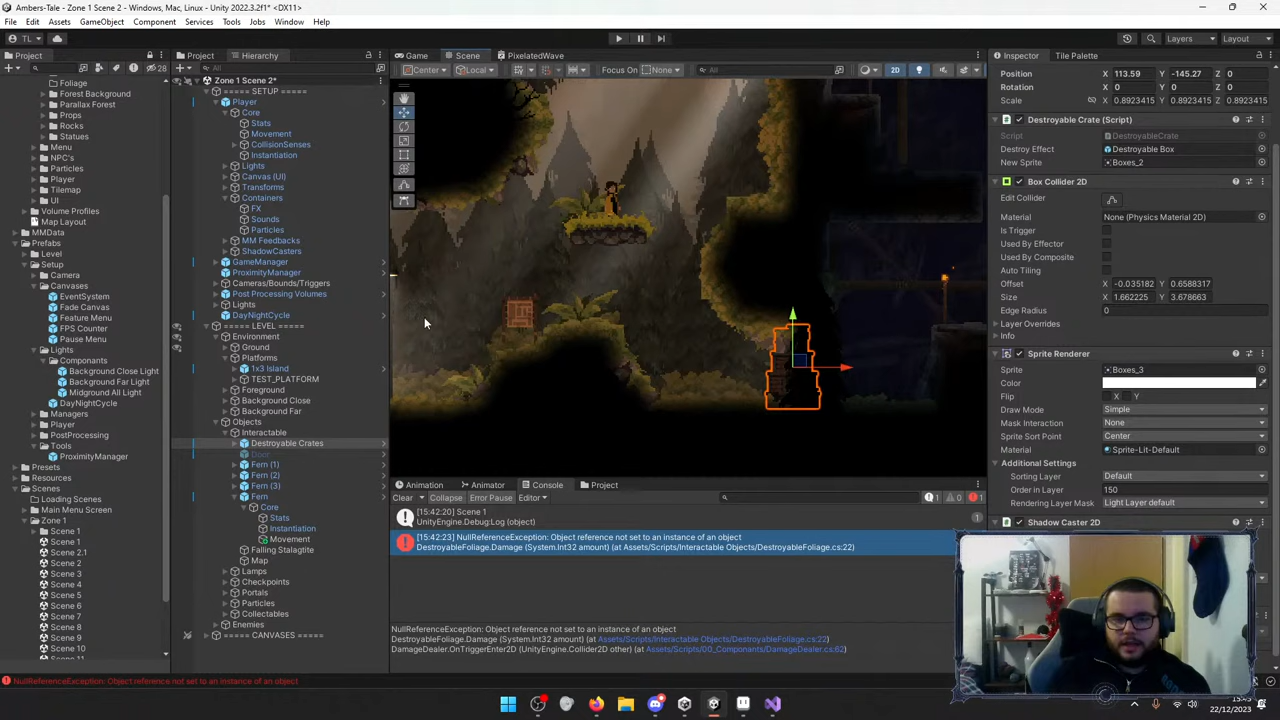 Ambers-Tale - Zone 1 Scene 2 - Windows, Mac, Linux - Unity 2022.3.2f1* <DX11>
File Edit Assets GameObject Component Services Tools Jobs Window Help
TL
Layers Layout
Project
28
Foliage
Forest Background
Parallax Forest
Props
Rocks
Statues
Menu
NPC's
Particles
Player
Tilemap
UI
Volume Profiles
Map Layout
MMData
Prefabs
Level
Setup
Camera
Canvases
EventSystem
Fade Canvas
Feature Menu
FPS Counter
Pause Menu
Lights
Components
Background Close Light
Background Far Light
Midground All Light
DayNightCycle
Managers
Player
PostProcessing
Tools
ProximityManager
Presets
Resources
Scenes
Loading Scenes
Main Menu Screen
Zone 1
Scene 1
Scene 1
Scene 2.1
Scene 2
Scene 3
Scene 4
Scene 5
Scene 6
Scene 7
Scene 8
Scene 9
Scene 10
Scene 11
Project Hierarchy
All
Zone 1 Scene 2*
===== SETUP =====
Player
Core
Stats
Movement
CollisionSenses
Instantiation
Lights
Canvas (UI)
Transforms
Containers
FX
Sounds
Particles
MM Feedbacks
ShadowCasters
GameManager
ProximityManager
Cameras/Bounds/Triggers
Post Processing Volumes
Lights
DayNightCycle
===== LEVEL =====
Environment
Ground
Platforms
1x3 Island
TEST_PLATFORM
Foreground
Background Close
Background Far
Objects
Interactable
Destroyable Crates
Door
Fern (1)
Fern (2)
Fern (3)
Fern
Core
Stats
Instantiation
Movement
Falling Stalagtite
Map
Lamps
Checkpoints
Portals
Particles
Collectables
Enemies
===== CANVASES =====
Game Scene PixelatedWave
Center Local Focus On None All 2D
Animation Animator Console Project
Clear Collapse Error Pause Editor 1 0 1
[15:42:20] Scene 1
UnityEngine.Debug:Log (object)
1
[15:42:23] NullReferenceException: Object reference not set to an instance of an object
DestroyableFoliage.Damage (System.Int32 amount) (at Assets/Scripts/Interactable Objects/DestroyableFoliage.cs:22)
NullReferenceException: Object reference not set to an instance of an object
DestroyableFoliage.Damage (System.Int32 amount) (at Assets/Scripts/Interactable Objects/DestroyableFoliage.cs:22)
DamageDealer.OnTriggerEnter2D (UnityEngine.Collider2D other) (at Assets/Scripts/00_Componants/DamageDealer.cs:62)
Inspector Tile Palette
Position X 113.59 Y -145.27 Z 0
Rotation X 0 Y 0 Z 0
Scale X 0.8923415 Y 0.8923415 Z 0.8923415
Destroyable Crate (Script)
Script DestroyableCrate
Destroy Effect Destroyable Box
New Sprite Boxes_2
Box Collider 2D
Edit Collider
Material None (Physics Material 2D)
Is Trigger
Used By Effector
Used By Composite
Auto Tiling
Offset X -0.035182 Y 0.6588317
Size X 1.662225 Y 3.678663
Edge Radius 0
Layer Overrides
Info
Sprite Renderer
Sprite Boxes_3
Color
Flip X Y
Draw Mode Simple
Mask Interaction None
Sprite Sort Point Center
Material Sprite-Lit-Default
Additional Settings
Sorting Layer Default
Order in Layer 150
Rendering Layer Mask Light Layer default
Shadow Caster 2D
NullReferenceException: Object reference not set to an instance of an object
22/12/2023